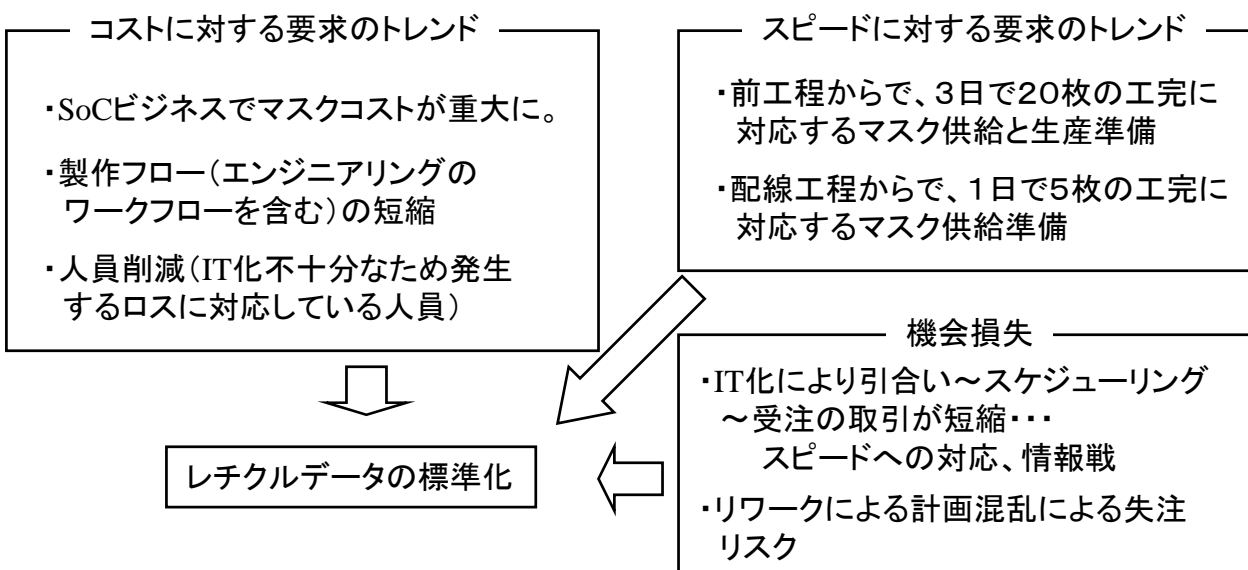 コストに対する要求のトレンド
・SoCビジネスでマスクコストが重大に。
・製作フロー（エンジニアリングの
ワークフローを含む）の短縮
・人員削減（IT化不十分なため発生
するロスに対応している人員）
スピードに対する要求のトレンド
・前工程からで、３日で２０枚の工完に
対応するマスク供給と生産準備
・配線工程からで、１日で５枚の工完に
対応するマスク供給準備
機会損失
・IT化により引合い～スケジューリング
～受注の取引が短縮・・・
スピードへの対応、情報戦
・リワークによる計画混乱による失注
リスク
レチクルデータの標準化